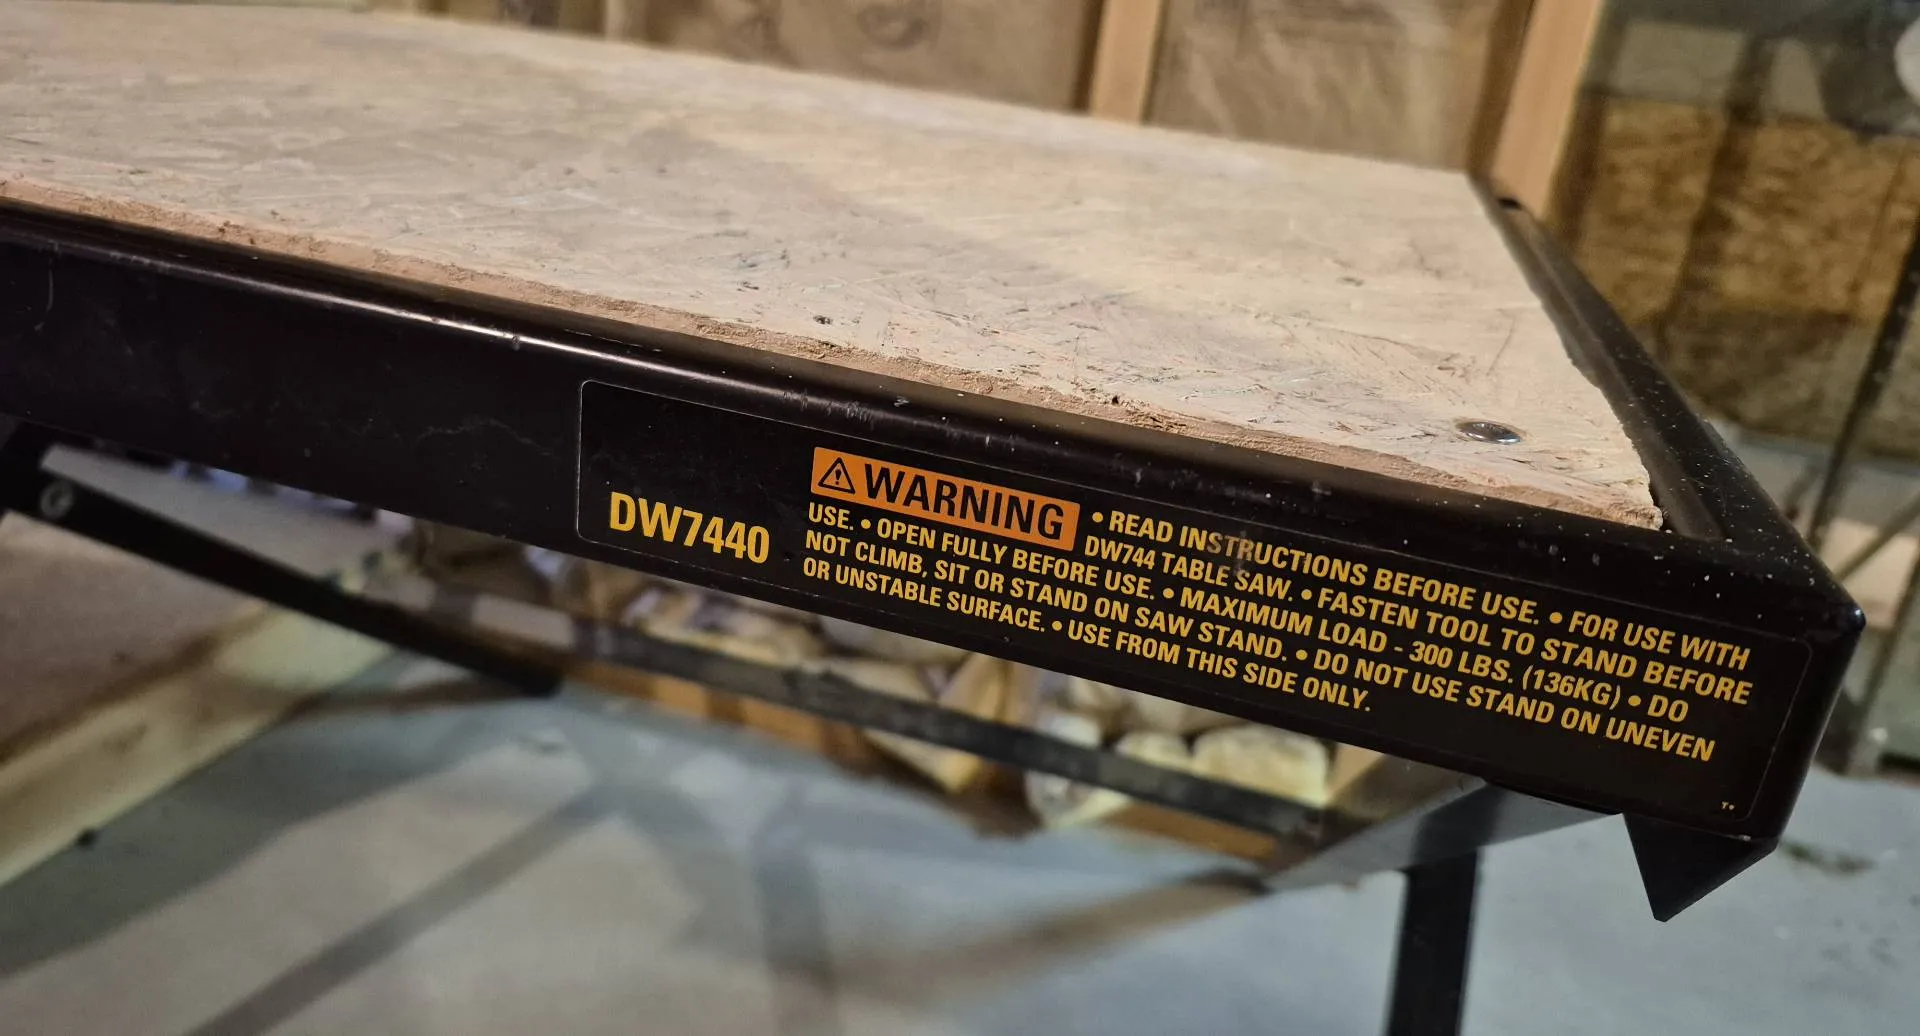 DW7440
WARNING • READ INSTRUCTIONS BEFORE USE. • FOR USE WITH
DW744 TABLE SAW. • FASTEN TOOL TO STAND BEFORE
USE. • OPEN FULLY BEFORE USE. • MAXIMUM LOAD - 300 LBS. (136KG) • DO
NOT CLIMB, SIT OR STAND ON SAW STAND. • DO NOT USE STAND ON UNEVEN
OR UNSTABLE SURFACE. • USE FROM THIS SIDE ONLY.